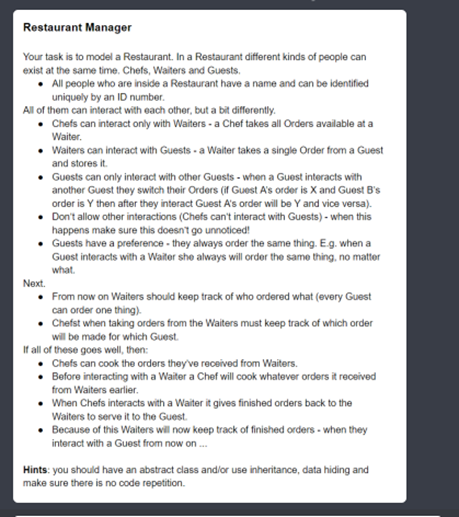 Restaurant Manager
Your task is to model a Restaurant. In a Restaurant different kinds of people can
exist at the same time. Chefs, Waiters and Guests.
● All people who are inside a Restaurant have a name and can be identified
uniquely by an ID number.
All of them can interact with each other, but a bit differently.
● Chefs can interact only with Waiters - a Chef takes all Orders available at a
Waiter.
● Waiters can interact with Guests - a Waiter takes a single Order from a Guest
and stores it.
● Guests can only interact with other Guests - when a Guest interacts with
another Guest they switch their Orders (if Guest A's order is X and Guest B's
order is Y then after they interact Guest A's order will be Y and vice versa).
● Don't allow other interactions (Chefs can't interact with Guests) - when this
happens make sure this doesn't go unnoticed!
● Guests have a preference - they always order the same thing. E.g. when a
Guest interacts with a Waiter she always will order the same thing, no matter
what.
Next.
● From now on Waiters should keep track of who ordered what (every Guest
can order one thing).
● Chefst when taking orders from the Waiters must keep track of which order
will be made for which Guest.
If all of these goes well, then:
● Chefs can cook the orders they've received from Waiters.
● Before interacting with a Waiter a Chef will cook whatever orders it received
from Waiters earlier.
● When Chefs interacts with a Waiter it gives finished orders back to the
Waiters to serve it to the Guest.
● Because of this Waiters will now keep track of finished orders - when they
interact with a Guest from now on ...
Hints: you should have an abstract class and/or use inheritance, data hiding and
make sure there is no code repetition.